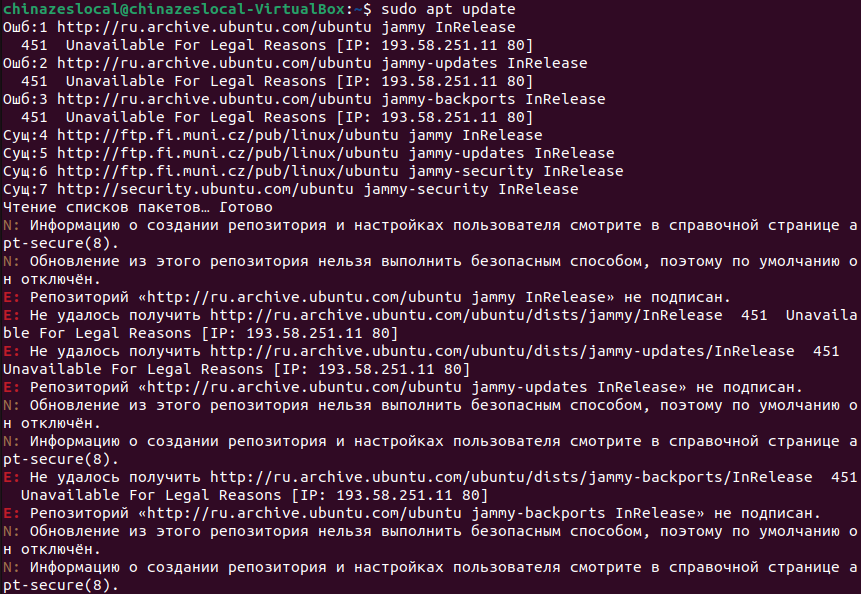 chinazeslocal@chinazeslocal-VirtualBox:~$ sudo apt update
Ошб:1 http://ru.archive.ubuntu.com/ubuntu jammy InRelease
  451  Unavailable For Legal Reasons [IP: 193.58.251.11 80]
Ошб:2 http://ru.archive.ubuntu.com/ubuntu jammy-updates InRelease
  451  Unavailable For Legal Reasons [IP: 193.58.251.11 80]
Ошб:3 http://ru.archive.ubuntu.com/ubuntu jammy-backports InRelease
  451  Unavailable For Legal Reasons [IP: 193.58.251.11 80]
Сущ:4 http://ftp.fi.muni.cz/pub/linux/ubuntu jammy InRelease
Сущ:5 http://ftp.fi.muni.cz/pub/linux/ubuntu jammy-updates InRelease
Сущ:6 http://ftp.fi.muni.cz/pub/linux/ubuntu jammy-security InRelease
Сущ:7 http://security.ubuntu.com/ubuntu jammy-security InRelease
Чтение списков пакетов… Готово
N: Информацию о создании репозитория и настройках пользователя смотрите в справочной странице a
pt-secure(8).
N: Обновление из этого репозитория нельзя выполнить безопасным способом, поэтому по умолчанию о
н отключён.
E: Репозиторий «http://ru.archive.ubuntu.com/ubuntu jammy InRelease» не подписан.
E: Не удалось получить http://ru.archive.ubuntu.com/ubuntu/dists/jammy/InRelease  451  Unavaila
ble For Legal Reasons [IP: 193.58.251.11 80]
E: Не удалось получить http://ru.archive.ubuntu.com/ubuntu/dists/jammy-updates/InRelease  451
Unavailable For Legal Reasons [IP: 193.58.251.11 80]
E: Репозиторий «http://ru.archive.ubuntu.com/ubuntu jammy-updates InRelease» не подписан.
N: Обновление из этого репозитория нельзя выполнить безопасным способом, поэтому по умолчанию о
н отключён.
N: Информацию о создании репозитория и настройках пользователя смотрите в справочной странице a
pt-secure(8).
E: Не удалось получить http://ru.archive.ubuntu.com/ubuntu/dists/jammy-backports/InRelease  451
  Unavailable For Legal Reasons [IP: 193.58.251.11 80]
E: Репозиторий «http://ru.archive.ubuntu.com/ubuntu jammy-backports InRelease» не подписан.
N: Обновление из этого репозитория нельзя выполнить безопасным способом, поэтому по умолчанию о
н отключён.
N: Информацию о создании репозитория и настройках пользователя смотрите в справочной странице a
pt-secure(8).